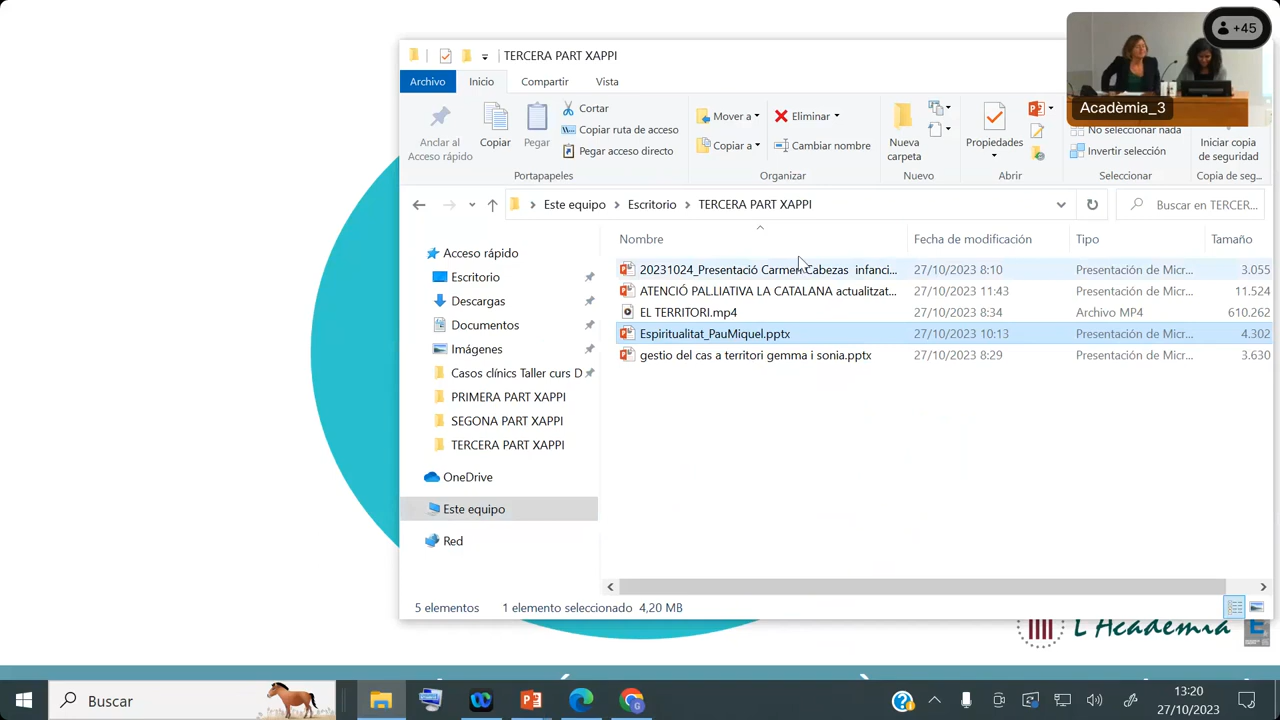 TERCERA PART XAPPI
+45
Acadèmia_3
Archivo Inicio Compartir Vista
Anclar al Acceso rápido
Copiar
Pegar
Cortar
Copiar ruta de acceso
Pegar acceso directo
Portapapeles
Mover a
Copiar a
Eliminar
Cambiar nombre
Organizar
Nueva carpeta
Nuevo
Propiedades
Abrir
No seleccionar nada
Invertir selección
Seleccionar
Iniciar copia de seguridad
Copia de seg...
Este equipo > Escritorio > TERCERA PART XAPPI
Buscar en TERCER...
Nombre Fecha de modificación Tipo Tamaño
20231024_Presentació Carmen Cabezas infanci... 27/10/2023 8:10 Presentación de Micr... 3.055
ATENCIÓ PAL.LIATIVA LA CATALANA actualitzat... 27/10/2023 11:43 Presentación de Micr... 11.524
EL TERRITORI.mp4 27/10/2023 8:34 Archivo MP4 610.262
Espiritualitat_PauMiquel.pptx 27/10/2023 10:13 Presentación de Micr... 4.302
gestio del cas a territori gemma i sonia.pptx 27/10/2023 8:29 Presentación de Micr... 3.630
Acceso rápido
Escritorio
Descargas
Documentos
Imágenes
Casos clínics Taller curs D
PRIMERA PART XAPPI
SEGONA PART XAPPI
TERCERA PART XAPPI
OneDrive
Este equipo
Red
5 elementos 1 elemento seleccionado 4,20 MB
L'Acadèmia
Buscar
13:20
27/10/2023